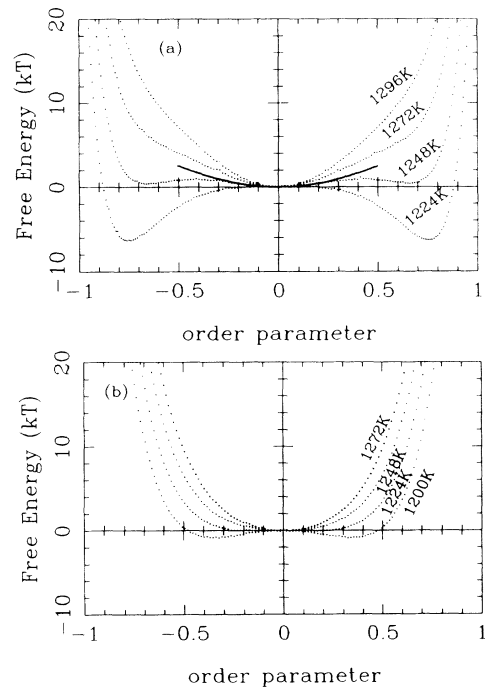 20
(a)
Free Energy (kT)
10
0
-10
1296K
1272K
1248K
1224K
-1
-0.5
0
0.5
1
order parameter
20
(b)
Free Energy (kT)
10
0
-10
1272K
1248K
1224K
1200K
-1
-0.5
0
0.5
1
order parameter